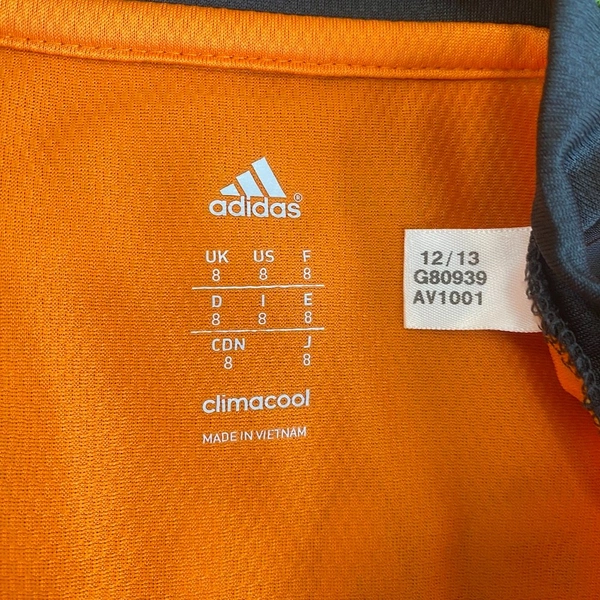 adidas®
UK US F
8 8 8
D I E
8 8 8
CDN J
8 8
climacool
MADE IN VIETNAM
12/13
G80939
AV1001